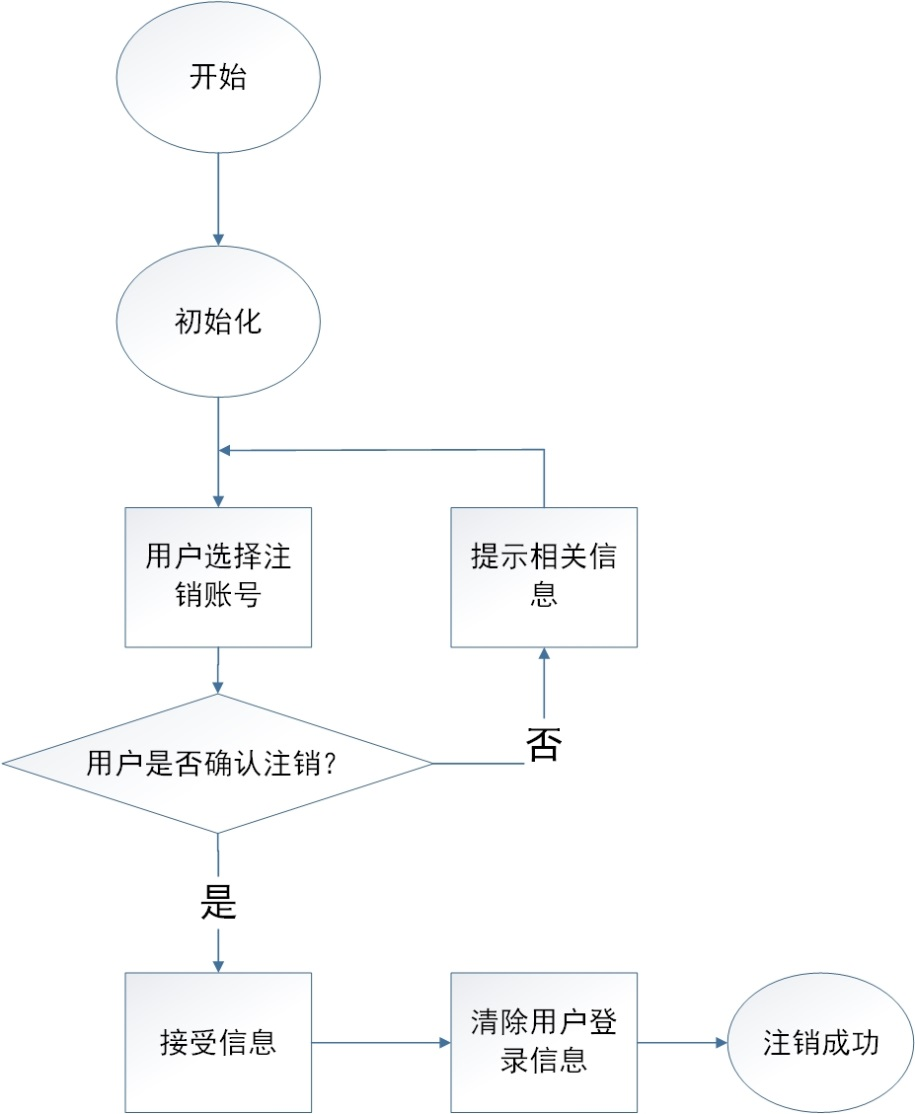 开始
初始化
用户选择注
销账号
提示相关信
息
用户是否确认注销？
否
是
接受信息
清除用户登
录信息
注销成功